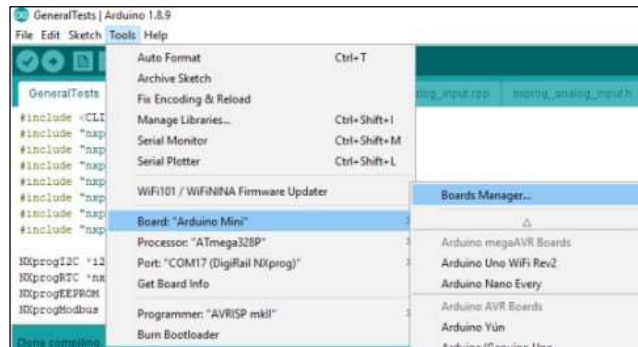 GeneralTests | Arduino 1.8.9
File Edit Sketch Tools Help
Auto Format Ctrl+T
Archive Sketch
Fix Encoding & Reload
Manage Libraries... Ctrl+Shift+I
Serial Monitor Ctrl+Shift+M
Serial Plotter Ctrl+Shift+L
WiFi101 / WiFiNINA Firmware Updater
Board: "Arduino Mini"
Processor: "ATmega328P"
Port: "COM17 (DigiRail NXprog)"
Get Board Info
Programmer: "AVRISP mkII"
Burn Bootloader
Boards Manager...
Arduino megaAVR Boards
Arduino Uno WiFi Rev2
Arduino Nano Every
Arduino AVR Boards
Arduino Yún
Arduino/Genuino Uno
GeneralTests
nxprog_analog_input.h
#include <CLI
#include "nxp
#include "nxp
#include "nxp
#include "nxp
#include "nxp
#include "nxp
NXprogI2C *i2
NXprogRTC *nx
NXprogEEPROM
NXprogModbus
Done compiling.